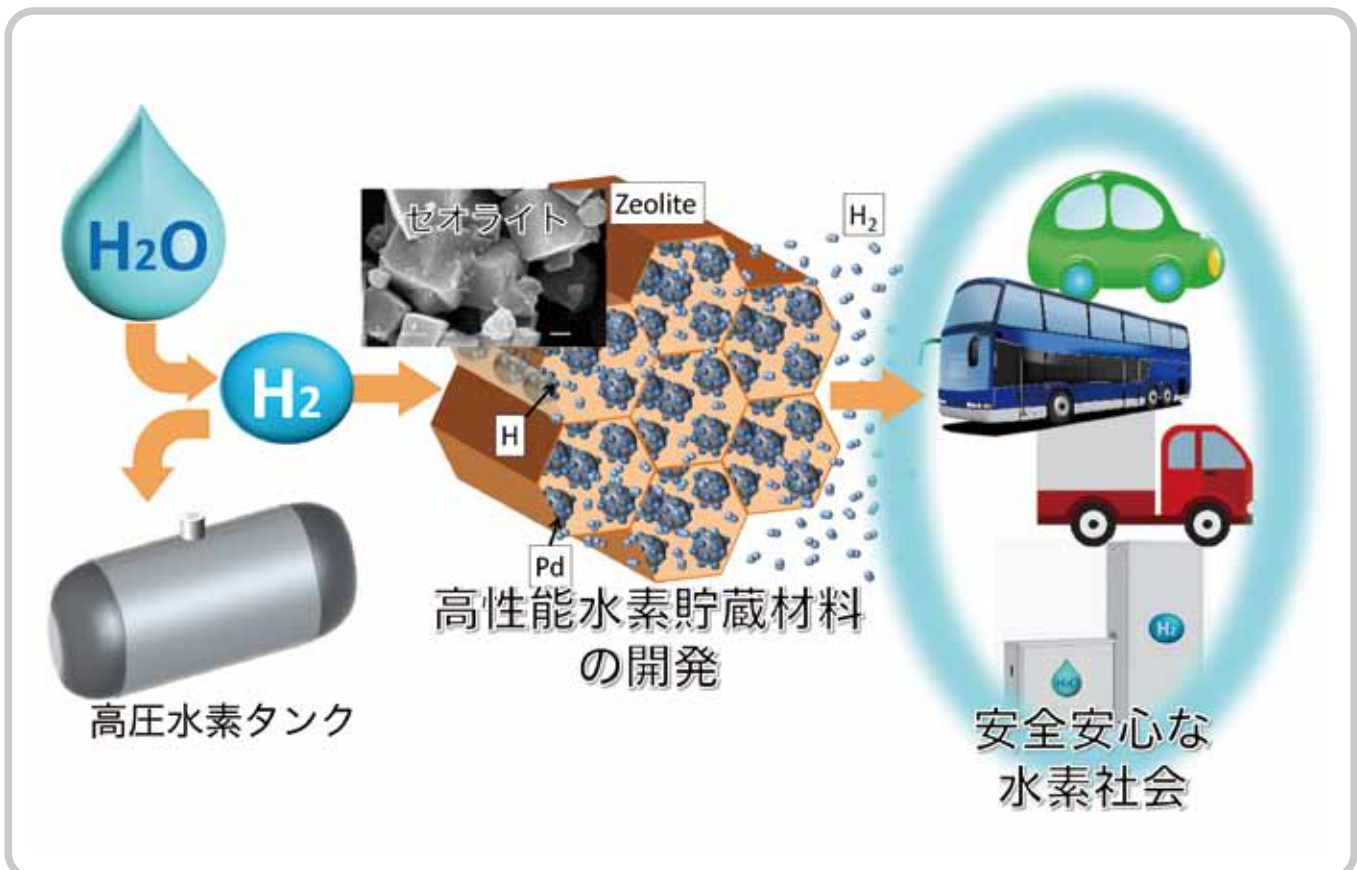 H₂O
H₂
高圧水素タンク
セオライト
Zeolite
H₂
H
Pd
高性能水素貯蔵材料
の開発
H₂
H₂O
安全安心な
水素社会